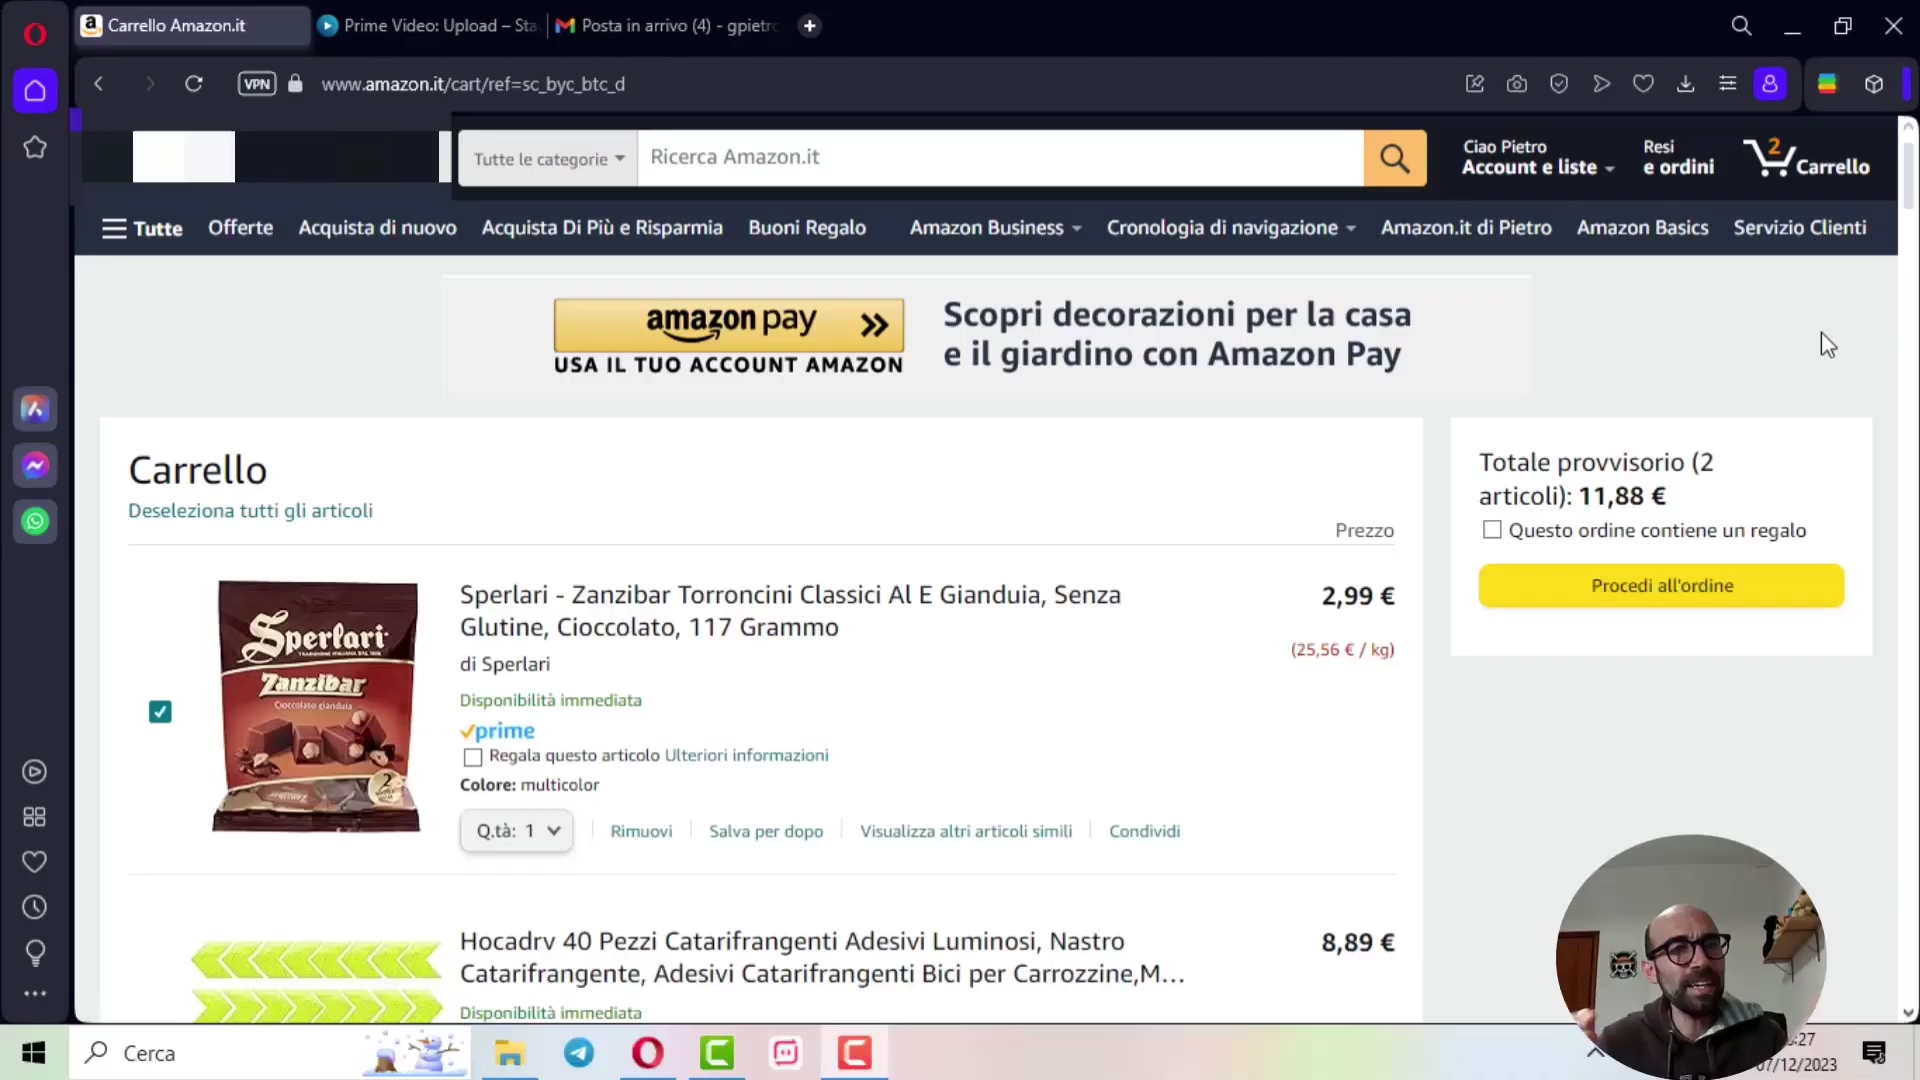 Carrello Amazon.it
Prime Video: Upload – Sta
Posta in arrivo (4) - gpietro
VPN
www.amazon.it/cart/ref=sc_byc_btc_d
Tutte le categorie
Ricerca Amazon.it
Ciao Pietro
Account e liste
Resi
e ordini
2
Carrello
Tutte
Offerte
Acquista di nuovo
Acquista Di Più e Risparmia
Buoni Regalo
Amazon Business
Cronologia di navigazione
Amazon.it di Pietro
Amazon Basics
Servizio Clienti
amazon pay
USA IL TUO ACCOUNT AMAZON
Scopri decorazioni per la casa
e il giardino con Amazon Pay
Carrello
Deseleziona tutti gli articoli
Prezzo
Sperlari
Zanzibar
Cioccolato gianduia
2
Sperlari - Zanzibar Torroncini Classici Al E Gianduia, Senza
Glutine, Cioccolato, 117 Grammo
2,99 €
(25,56 € / kg)
di Sperlari
Disponibilità immediata
prime
Regala questo articolo Ulteriori informazioni
Colore: multicolor
Q.tà: 1
Rimuovi
Salva per dopo
Visualizza altri articoli simili
Condividi
Hocadrv 40 Pezzi Catarifrangenti Adesivi Luminosi, Nastro
Catarifrangente, Adesivi Catarifrangenti Bici per Carrozzine,M...
8,89 €
Disponibilità immediata
Totale provvisorio (2
articoli): 11,88 €
Questo ordine contiene un regalo
Procedi all'ordine
Cerca
:27
07/12/2023